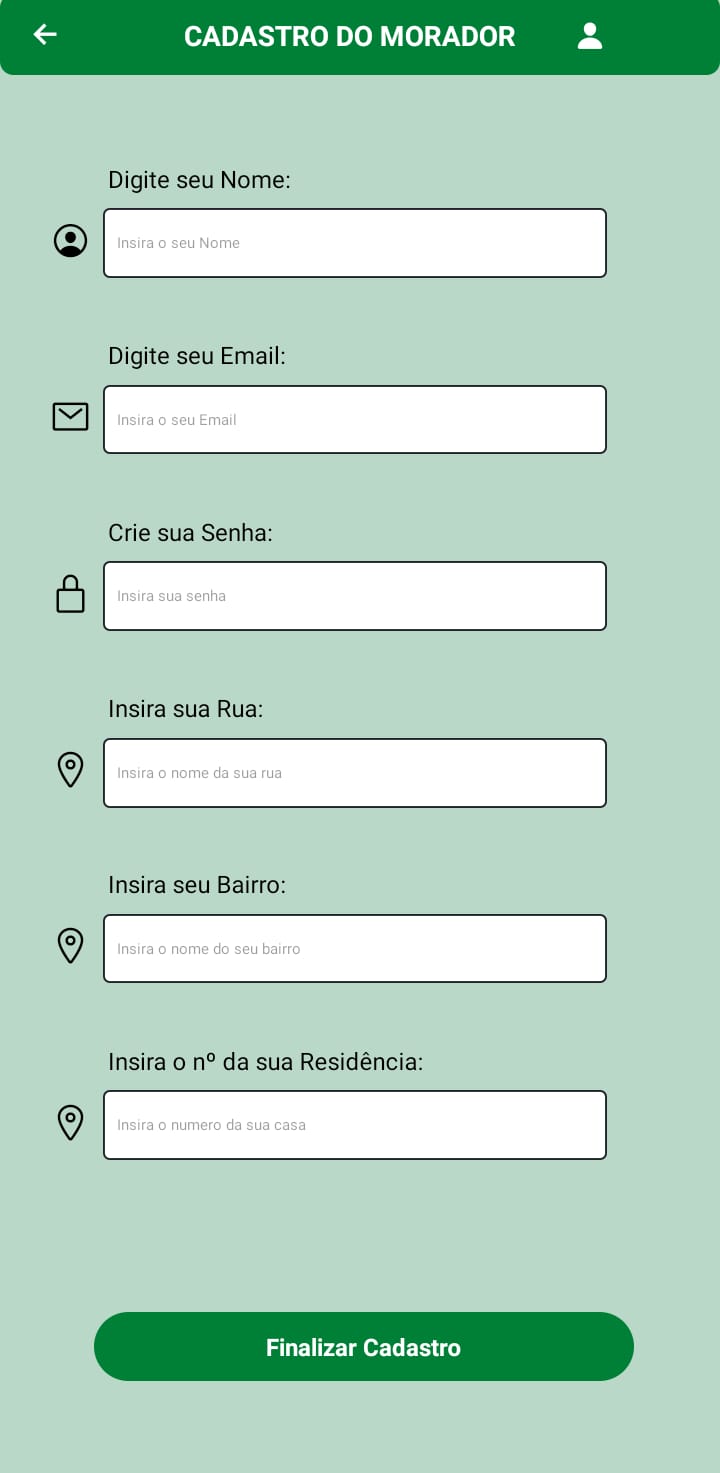 CADASTRO DO MORADOR
Digite seu Nome:
Insira o seu Nome
Digite seu Email:
Insira o seu Email
Crie sua Senha:
Insira sua senha
Insira sua Rua:
Insira o nome da sua rua
Insira seu Bairro:
Insira o nome do seu bairro
Insira o nº da sua Residência:
Insira o numero da sua casa
Finalizar Cadastro